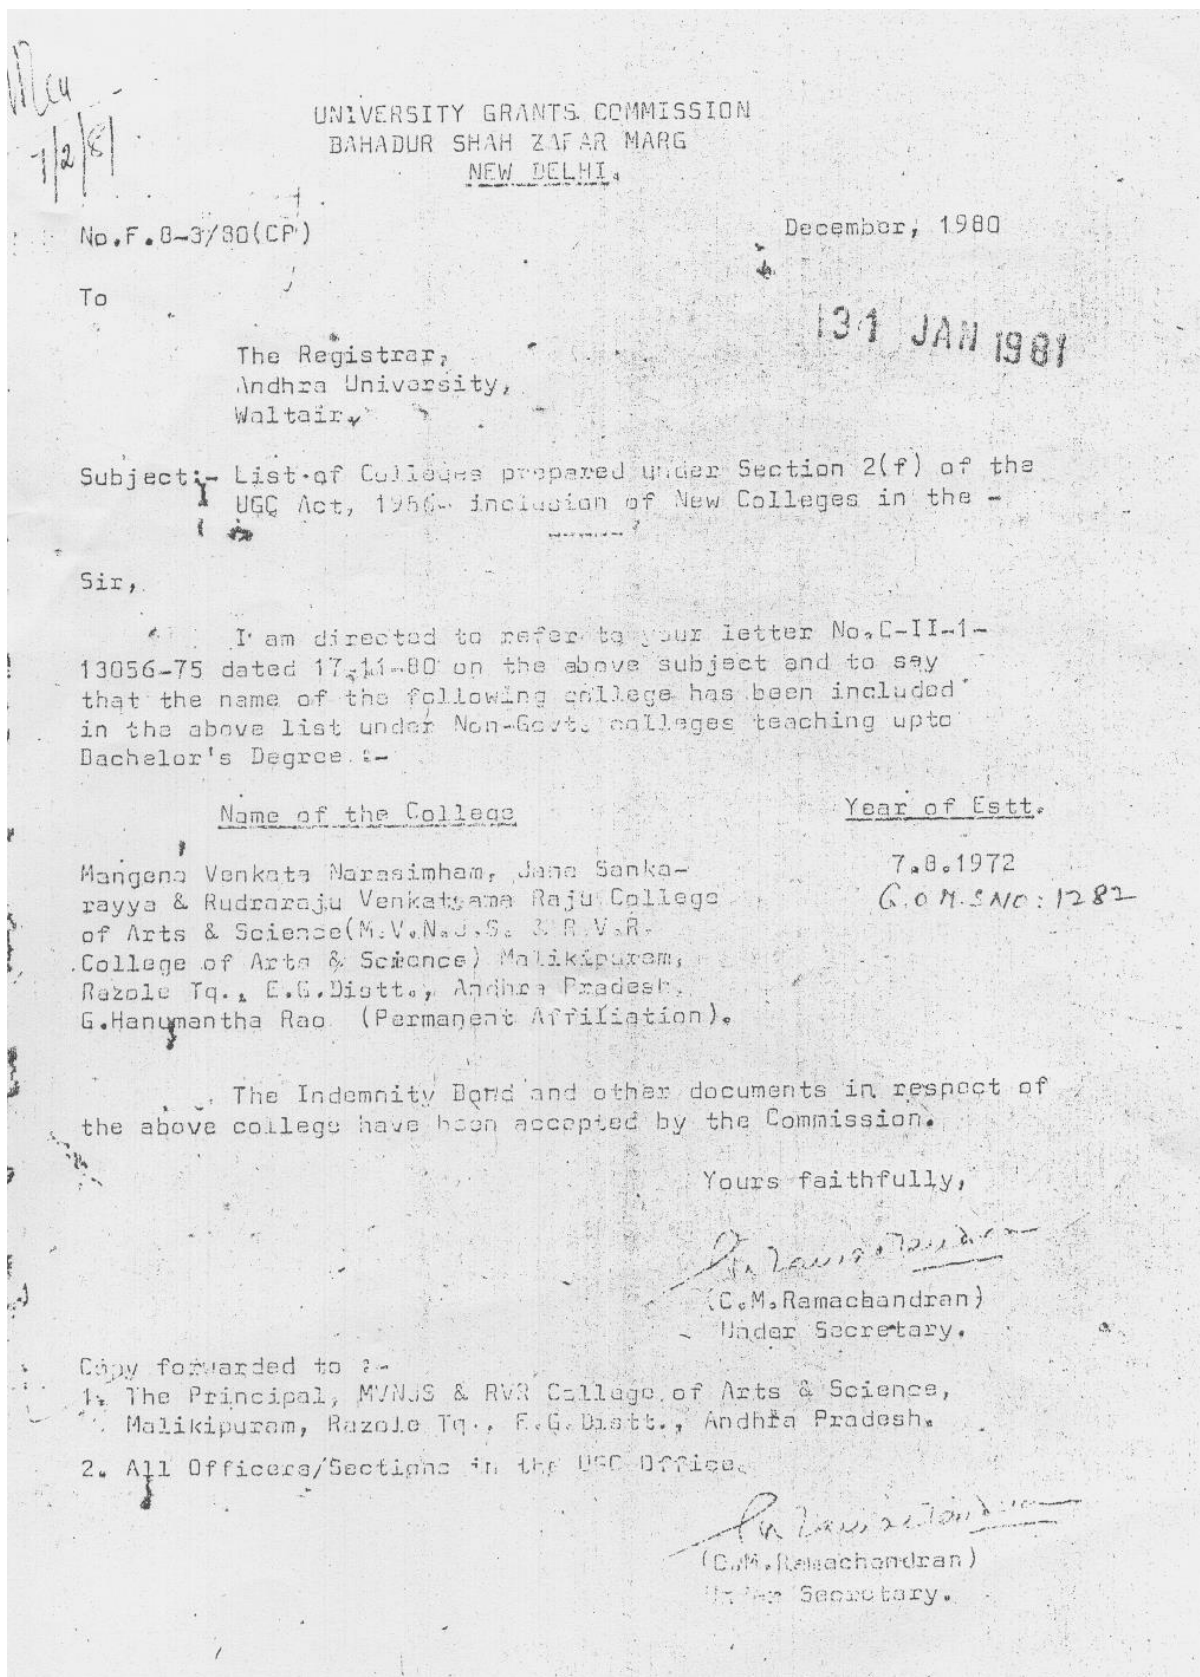 7/2/81
UNIVERSITY GRANTS COMMISSION
BAHADUR SHAH ZAFAR MARG
NEW DELHI.
No.F.8-3/80(CP)
December, 1980
To
31 JAN 1981
The Registrar,
Andhra University,
Waltair.
Subject:- List of Colleges prepared under Section 2(f) of the
UGC Act, 1956- inclusion of New Colleges in the -
Sir,
I am directed to refer to your letter No.C-II-1-
13056-75 dated 17-11-80 on the above subject and to say
that the name of the following college has been included
in the above list under Non-Govt. colleges teaching upto
Bachelor's Degree :-
Name of the College
Year of Estt.
7.8.1972
G.O.M.S NO: 1282
Mangena Venkata Narasimham, Jana Sanka-
rayya & Rudraraju Venkatrama Raju College
of Arts & Science(M.V.N.J.S. & R.V.R.
College of Arts & Science) Malikipuram,
Razole Tq., E.G.Distt., Andhra Pradesh.
G.Hanumantha Rao (Permanent Affiliation).
The Indemnity Bond and other documents in respect of
the above college have been accepted by the Commission.
Yours faithfully,
(C.M.Ramachandran)
Under Secretary.
Copy forwarded to :-
1. The Principal, MVNJS & RVR College of Arts & Science,
Malikipuram, Razole Tq., E.G.Distt., Andhra Pradesh.
2. All Officers/Sections in the UGC Office.
(C.M.Ramachandran)
Under Secretary.